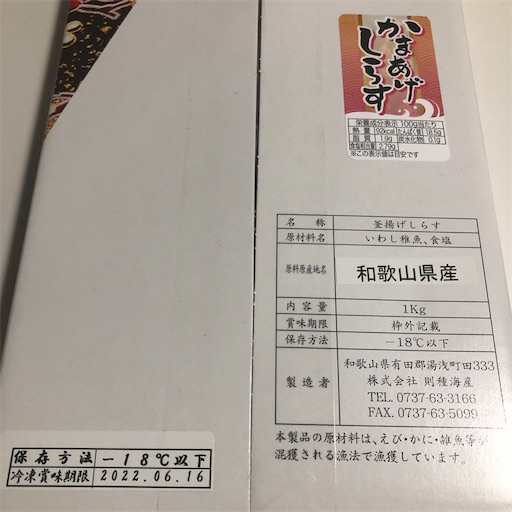 かまあげ
しらす
栄養成分表示 100g当たり
熱量 92kcal たんぱく質 18.5g
脂質 1.9g 炭水化物 0.1g
食塩相当量 2.79g
※この表示値は目安です
名称 釜揚げしらす
原材料名 いわし稚魚、食塩
原料原産地名 和歌山県産
内容量 1Kg
賞味期限 枠外記載
保存方法 −18℃以下
製造者 和歌山県有田郡湯浅町田333
株式会社 則種海産
TEL. 0737-63-3166
FAX. 0737-63-5099
本製品の原材料は、えび・かに・雑魚等が
混獲される漁法で漁獲しています。
保存方法 −18℃以下
冷凍賞味期限 2022.06.16